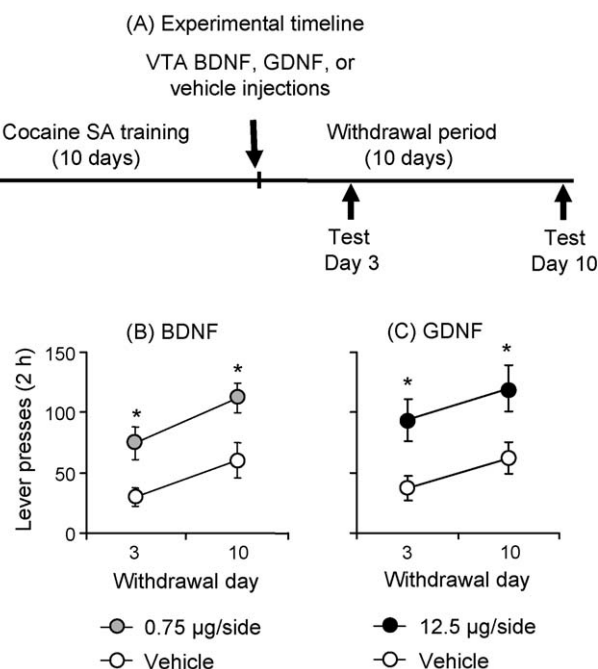 (A) Experimental timeline
VTA BDNF, GDNF, or
vehicle injections
Cocaine SA training
(10 days)
Withdrawal period
(10 days)
Test
Day 3
Test
Day 10
(B) BDNF
(C) GDNF
Lever presses (2 h)
150
100
50
0
*
*
*
*
3
10
3
10
Withdrawal day
Withdrawal day
0.75 µg/side
Vehicle
12.5 µg/side
Vehicle